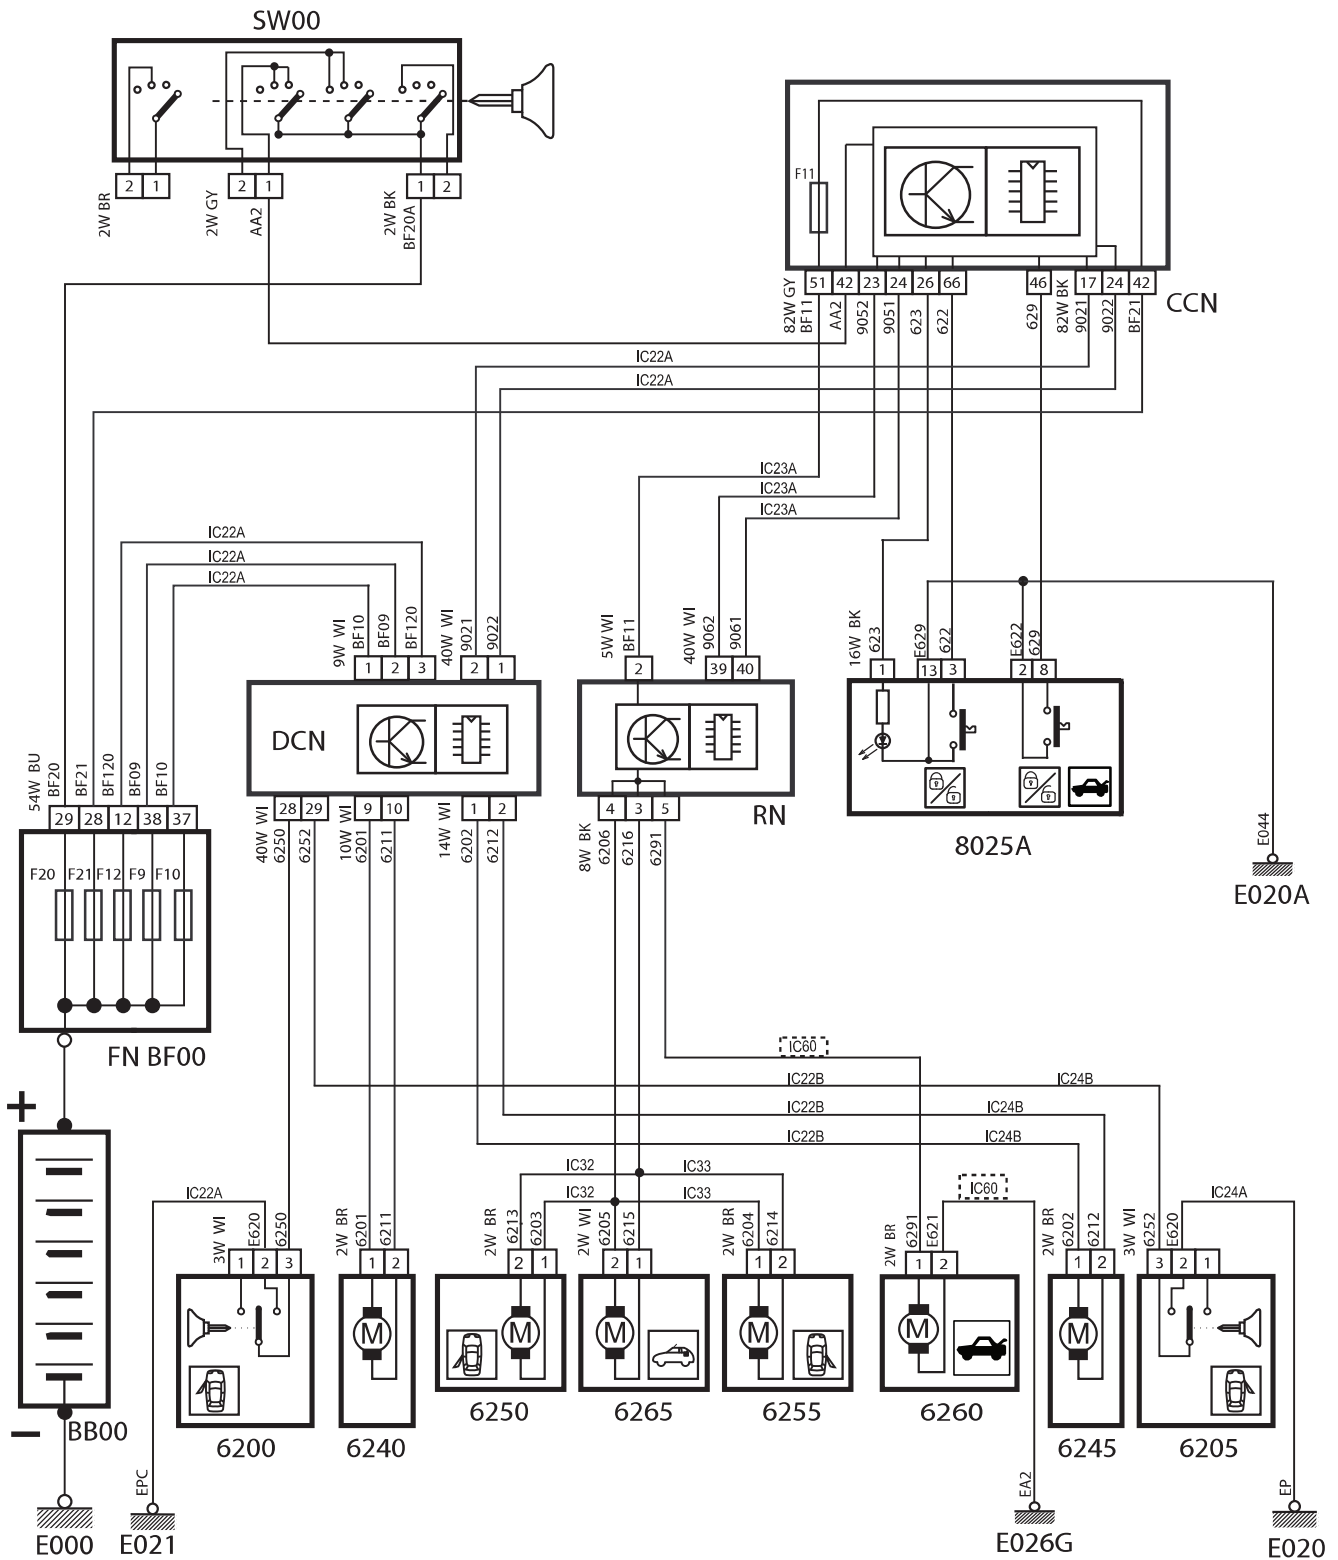 SW00
2 1 2 1 1 2
2W BR
2W GY
AA2
2W BK
BF20A
F11
51 42 23 24 26 66 46 17 24 42
CCN
82W GY
BF11
AA2
9052
9051
623
622
629
82W BK
9021
9022
BF21
IC22A
IC22A
IC23A
IC23A
IC23A
IC22A
IC22A
IC22A
9W WI
BF10
BF09
BF120
40W WI
9021
9022
5W WI
BF11
40W WI
9062
9061
16W BK
623
E629
622
E622
629
1 2 3 2 1
2 39 40
1 13 3 2 8
DCN
RN
8025A
E044
E020A
54W BU
BF20
BF21
BF120
BF09
BF10
29 28 12 38 37
F20 F21 F12 F9 F10
FN BF00
28 29 9 10 1 2
4 3 5
40W WI
6250
6252
10W WI
6201
6211
14W WI
6202
6212
8W BK
6206
6216
6291
IC60
IC22B IC24B
IC22B IC24B
IC22B IC24B
IC32 IC33
IC32 IC33
IC22A
IC60
IC24A
+
−
BB00
E000
3W WI
E620
6250
1 2 3
2W BR
6201
6211
1 2
2W BR
6213
6203
2 1
2W WI
6205
6215
2 1
2W BR
6204
6214
1 2
2W BR
6291
E621
1 2
2W BR
6202
6212
1 2
3W WI
6252
E620
3 2 1
M M M M M M
6200
6240
6250
6265
6255
6260
6245
6205
EPC
E021
EA2
E026G
EP
E020